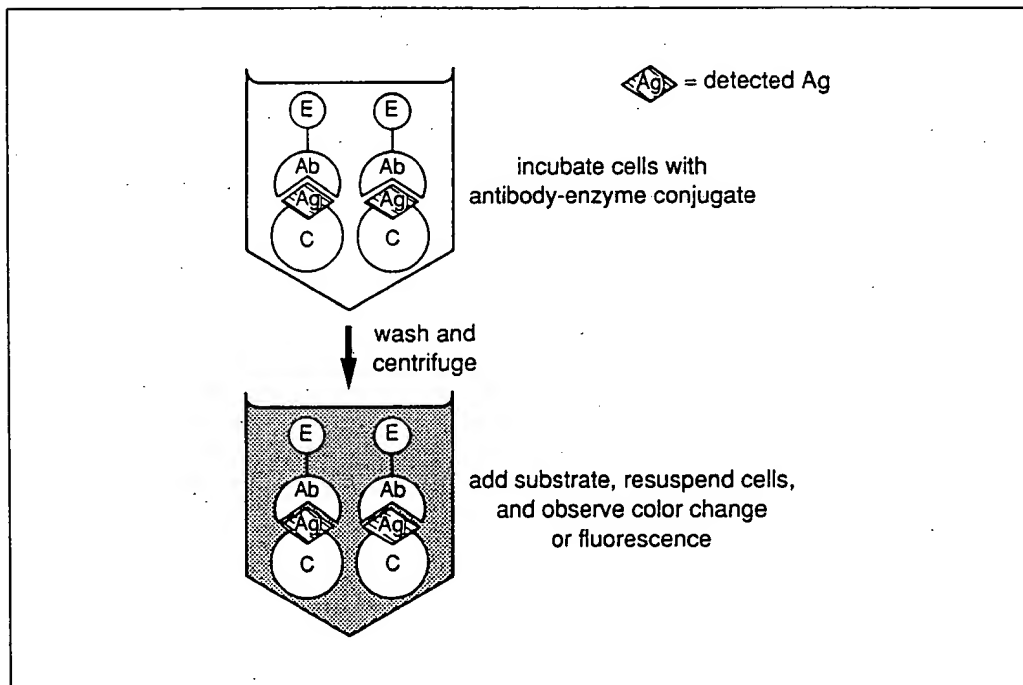 Ag = detected Ag
E E
Ab Ab
Ag Ag
C C
incubate cells with
antibody-enzyme conjugate
wash and
centrifuge
E E
Ab Ab
Ag Ag
C C
add substrate, resuspend cells,
and observe color change
or fluorescence